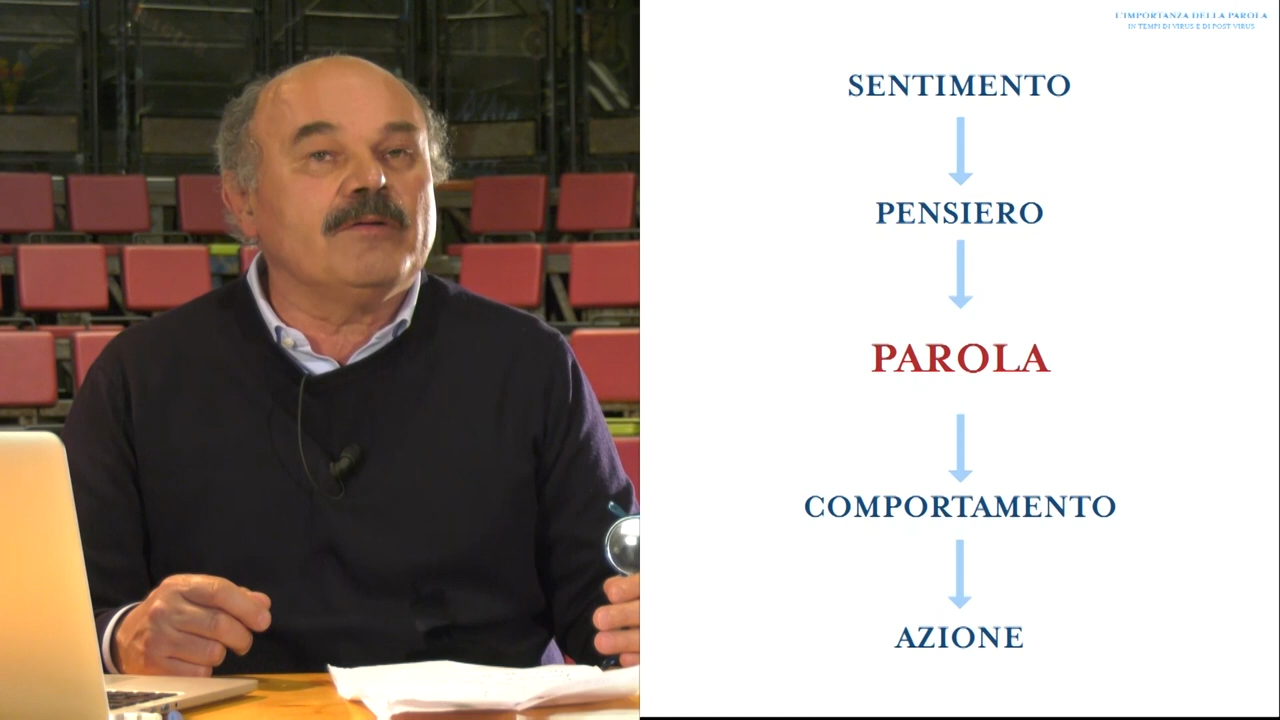 L'IMPORTANZA DELLA PAROLA
IN TEMPI DI VIRUS E DI POST VIRUS
SENTIMENTO
PENSIERO
PAROLA
COMPORTAMENTO
AZIONE